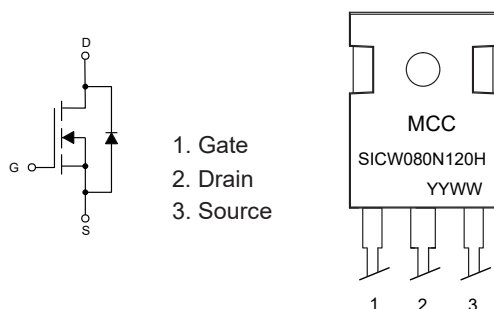 D
G
S
1. Gate
2. Drain
3. Source
MCC
SICW080N120H
YYWW
1 2 3